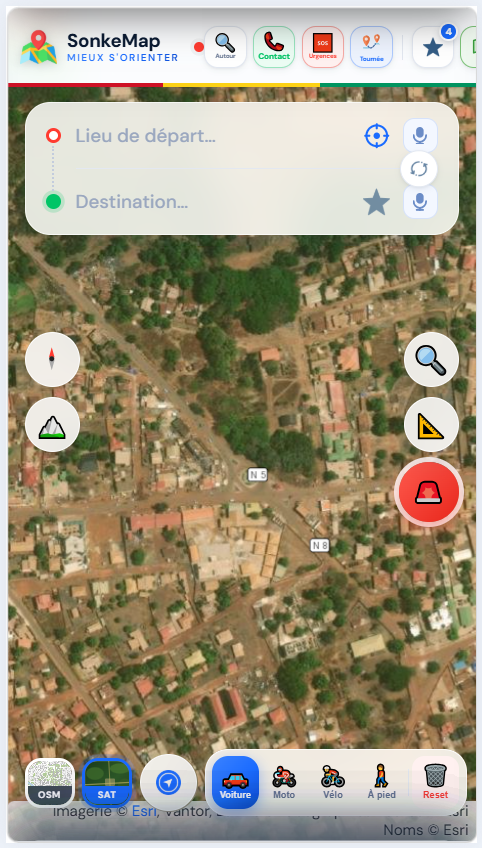 SonkeMap
MIEUX S'ORIENTER
Autour
Contact
SOS
Urgences
Tournée
4
Lieu de départ...
Destination...
N 5
N 8
OSM
SAT
Voiture
Moto
Vélo
À pied
Reset
Imagerie © Esri, Vantor,
Esri
Noms © Esri